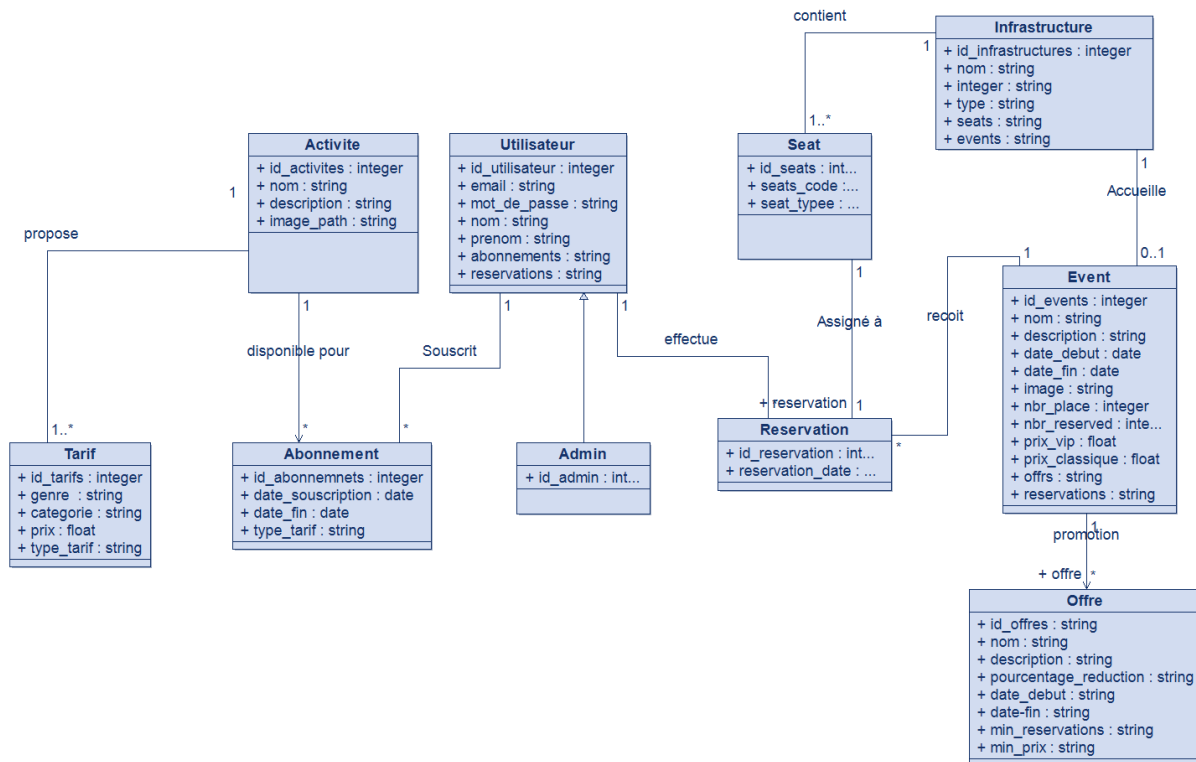 contient
Infrastructure
1
+ id_infrastructures : integer
+ nom : string
+ integer : string
+ type : string
+ seats : string
+ events : string
1..*
1
Accueille
0..1
Activite
+ id_activites : integer
+ nom : string
+ description : string
+ image_path : string
1
propose
1
disponible pour
Utilisateur
+ id_utilisateur : integer
+ email : string
+ mot_de_passe : string
+ nom : string
+ prenom : string
+ abonnements : string
+ reservations : string
1
1
Souscrit
effectue
Seat
+ id_seats : int...
+ seats_code :...
+ seat_typee : ...
1
Assigné à
1
recoit
1
Event
+ id_events : integer
+ nom : string
+ description : string
+ date_debut : date
+ date_fin : date
+ image : string
+ nbr_place : integer
+ nbr_reserved : inte...
+ prix_vip : float
+ prix_classique : float
+ offrs : string
+ reservations : string
1..*
Tarif
+ id_tarifs : integer
+ genre : string
+ categorie : string
+ prix : float
+ type_tarif : string
*
*
Abonnement
+ id_abonnemnets : integer
+ date_souscription : date
+ date_fin : date
+ type_tarif : string
Admin
+ id_admin : int...
+ reservation
Reservation
+ id_reservation : int...
+ reservation_date : ...
*
1
promotion
+ offre
*
Offre
+ id_offres : string
+ nom : string
+ description : string
+ pourcentage_reduction : string
+ date_debut : string
+ date-fin : string
+ min_reservations : string
+ min_prix : string